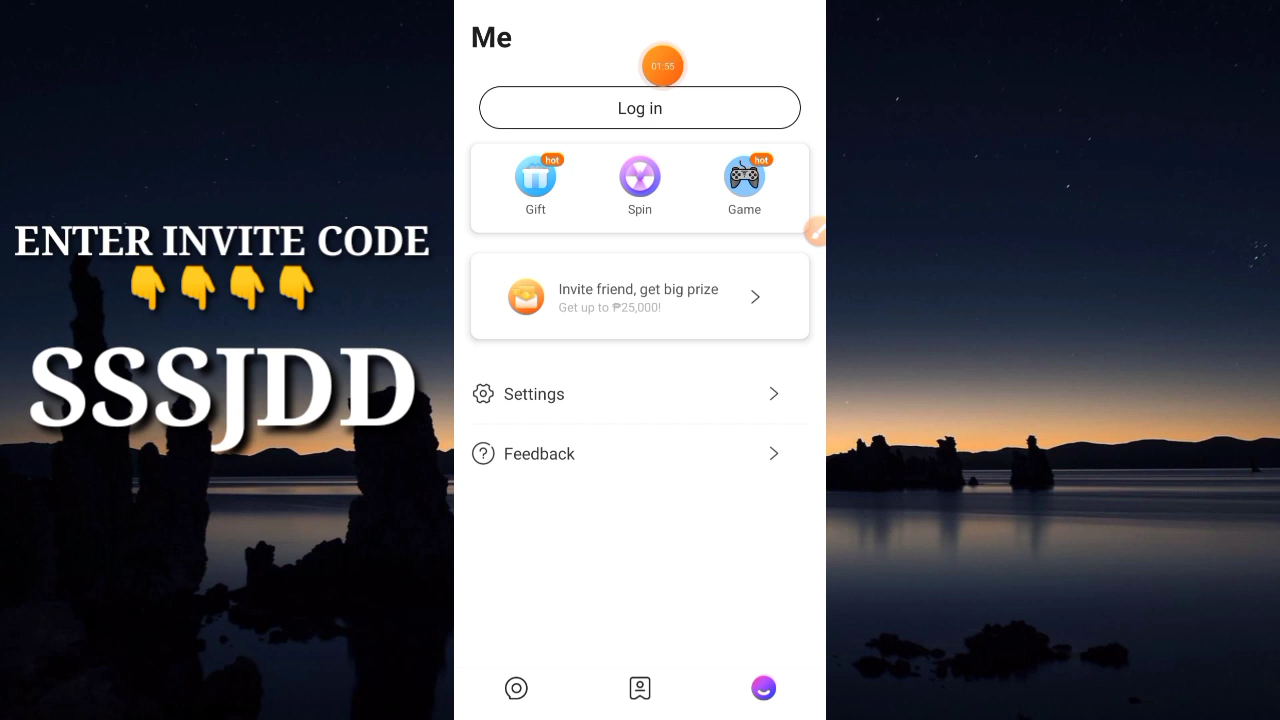 ENTER INVITE CODE
👇👇👇👇
SSSJDD
Me
01:55
Log in
hot
hot
Gift
Spin
Game
Invite friend, get big prize
Get up to ₱25,000!
Settings
Feedback